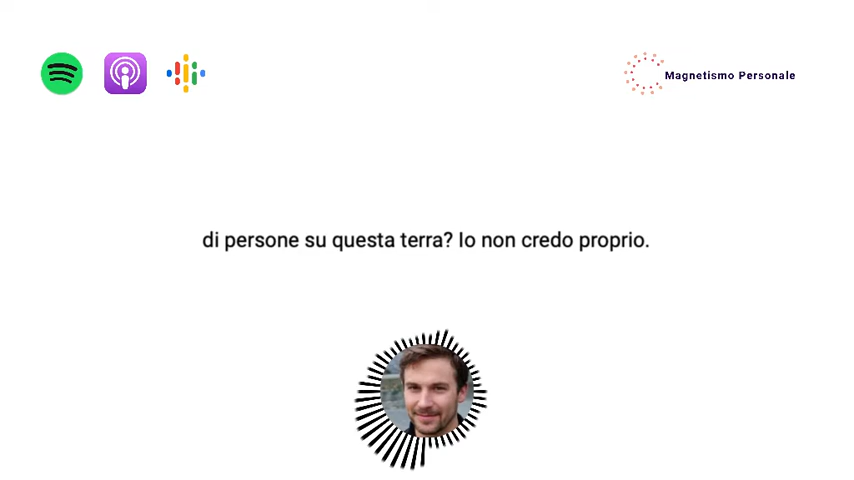 Magnetismo Personale
di persone su questa terra? Io non credo proprio.